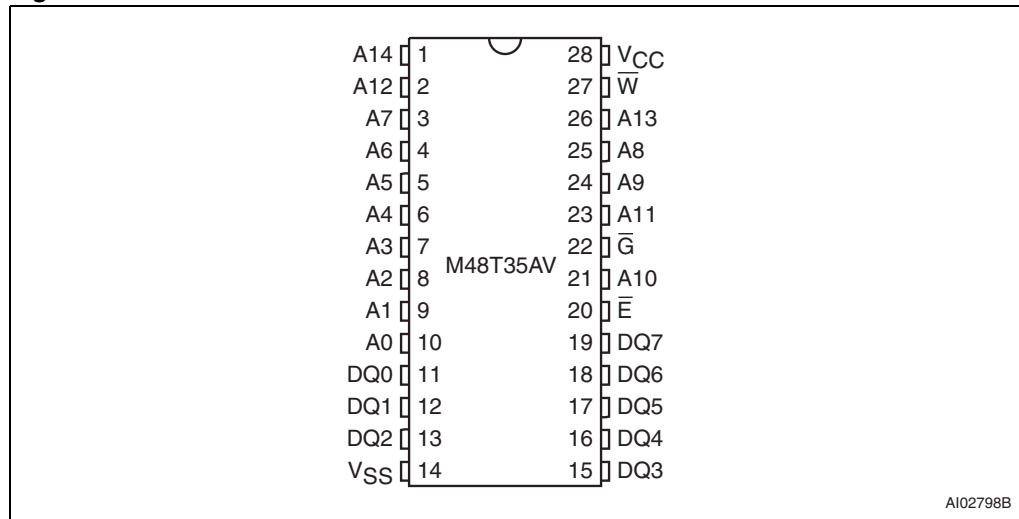 A14 1 28 VCC
A12 2 27 W̅
A7 3 26 A13
A6 4 25 A8
A5 5 24 A9
A4 6 23 A11
A3 7 22 G̅
A2 8 M48T35AV 21 A10
A1 9 20 E̅
A0 10 19 DQ7
DQ0 11 18 DQ6
DQ1 12 17 DQ5
DQ2 13 16 DQ4
VSS 14 15 DQ3
AI02798B